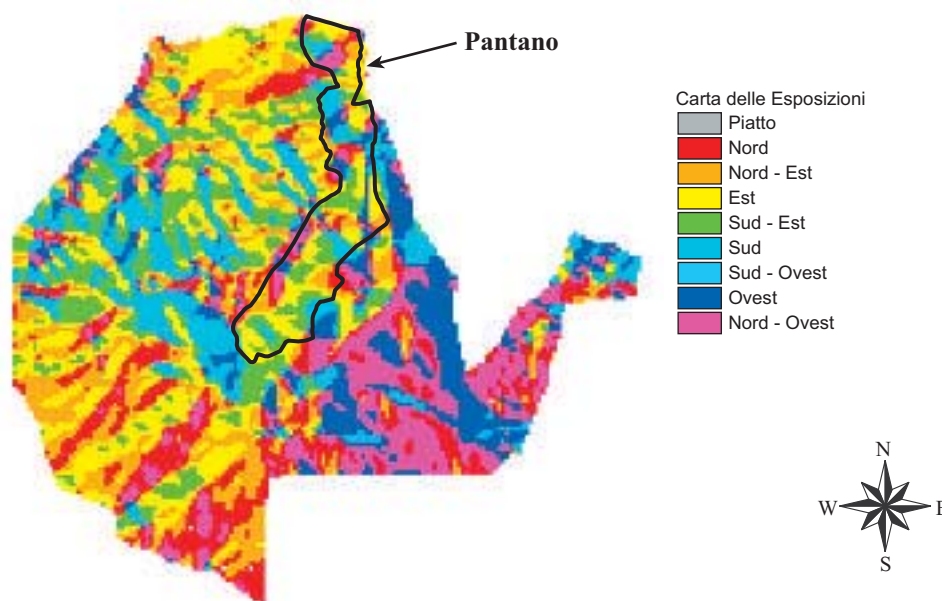 Pantano
Carta delle Esposizioni
Piatto
Nord
Nord - Est
Est
Sud - Est
Sud
Sud - Ovest
Ovest
Nord - Ovest
N
W E
S